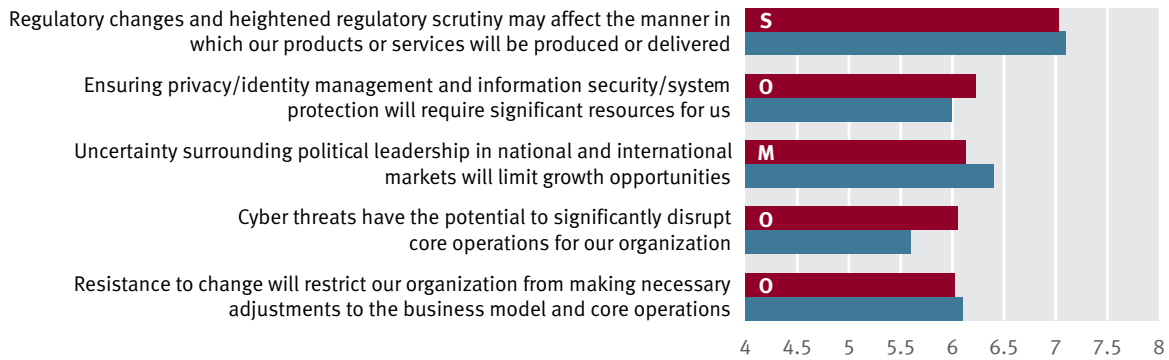 Regulatory changes and heightened regulatory scrutiny may affect the manner in
which our products or services will be produced or delivered
S
Ensuring privacy/identity management and information security/system
protection will require significant resources for us
O
Uncertainty surrounding political leadership in national and international
markets will limit growth opportunities
M
Cyber threats have the potential to significantly disrupt
core operations for our organization
O
Resistance to change will restrict our organization from making necessary
adjustments to the business model and core operations
O
4 4.5 5 5.5 6 6.5 7 7.5 8